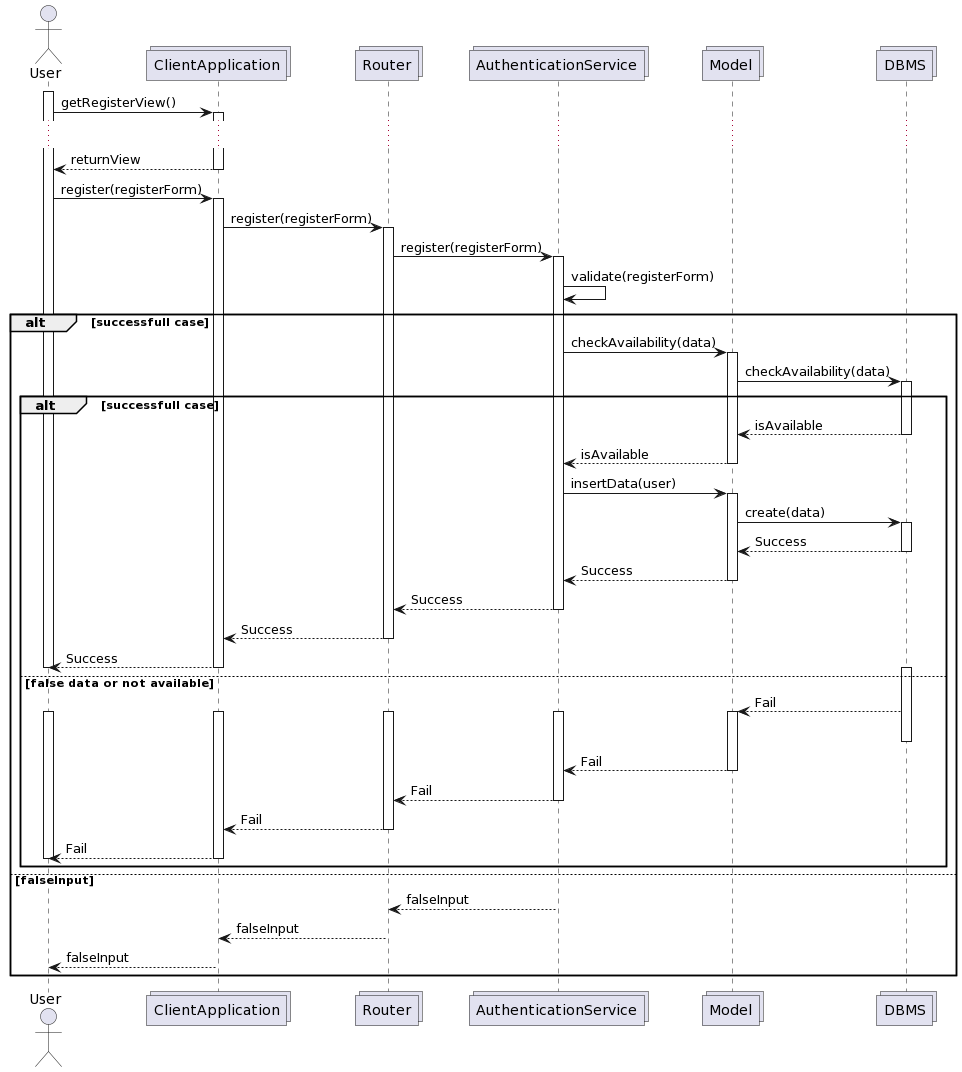 User
ClientApplication
Router
AuthenticationService
Model
DBMS
getRegisterView()
returnView
register(registerForm)
register(registerForm)
register(registerForm)
validate(registerForm)
alt
[successfull case]
checkAvailability(data)
checkAvailability(data)
alt
[successfull case]
isAvailable
isAvailable
insertData(user)
create(data)
Success
Success
Success
Success
Success
[false data or not available]
Fail
Fail
Fail
Fail
Fail
[falseInput]
falseInput
falseInput
falseInput
User
ClientApplication
Router
AuthenticationService
Model
DBMS